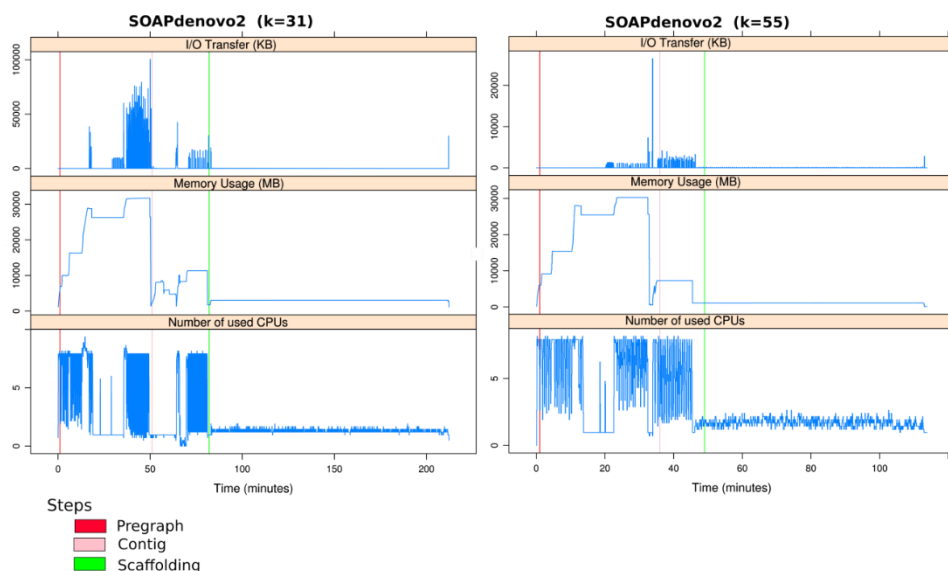 SOAPdenovo2 (k=31)
I/O Transfer (KB)
0 50000 100000
Memory Usage (MB)
0 10000 20000 30000
Number of used CPUs
0 5
0 50 100 150 200
Time (minutes)
SOAPdenovo2 (k=55)
I/O Transfer (KB)
0 10000 20000
Memory Usage (MB)
0 10000 20000 30000
Number of used CPUs
0 5
0 20 40 60 80 100
Time (minutes)
Steps
Pregraph
Contig
Scaffolding